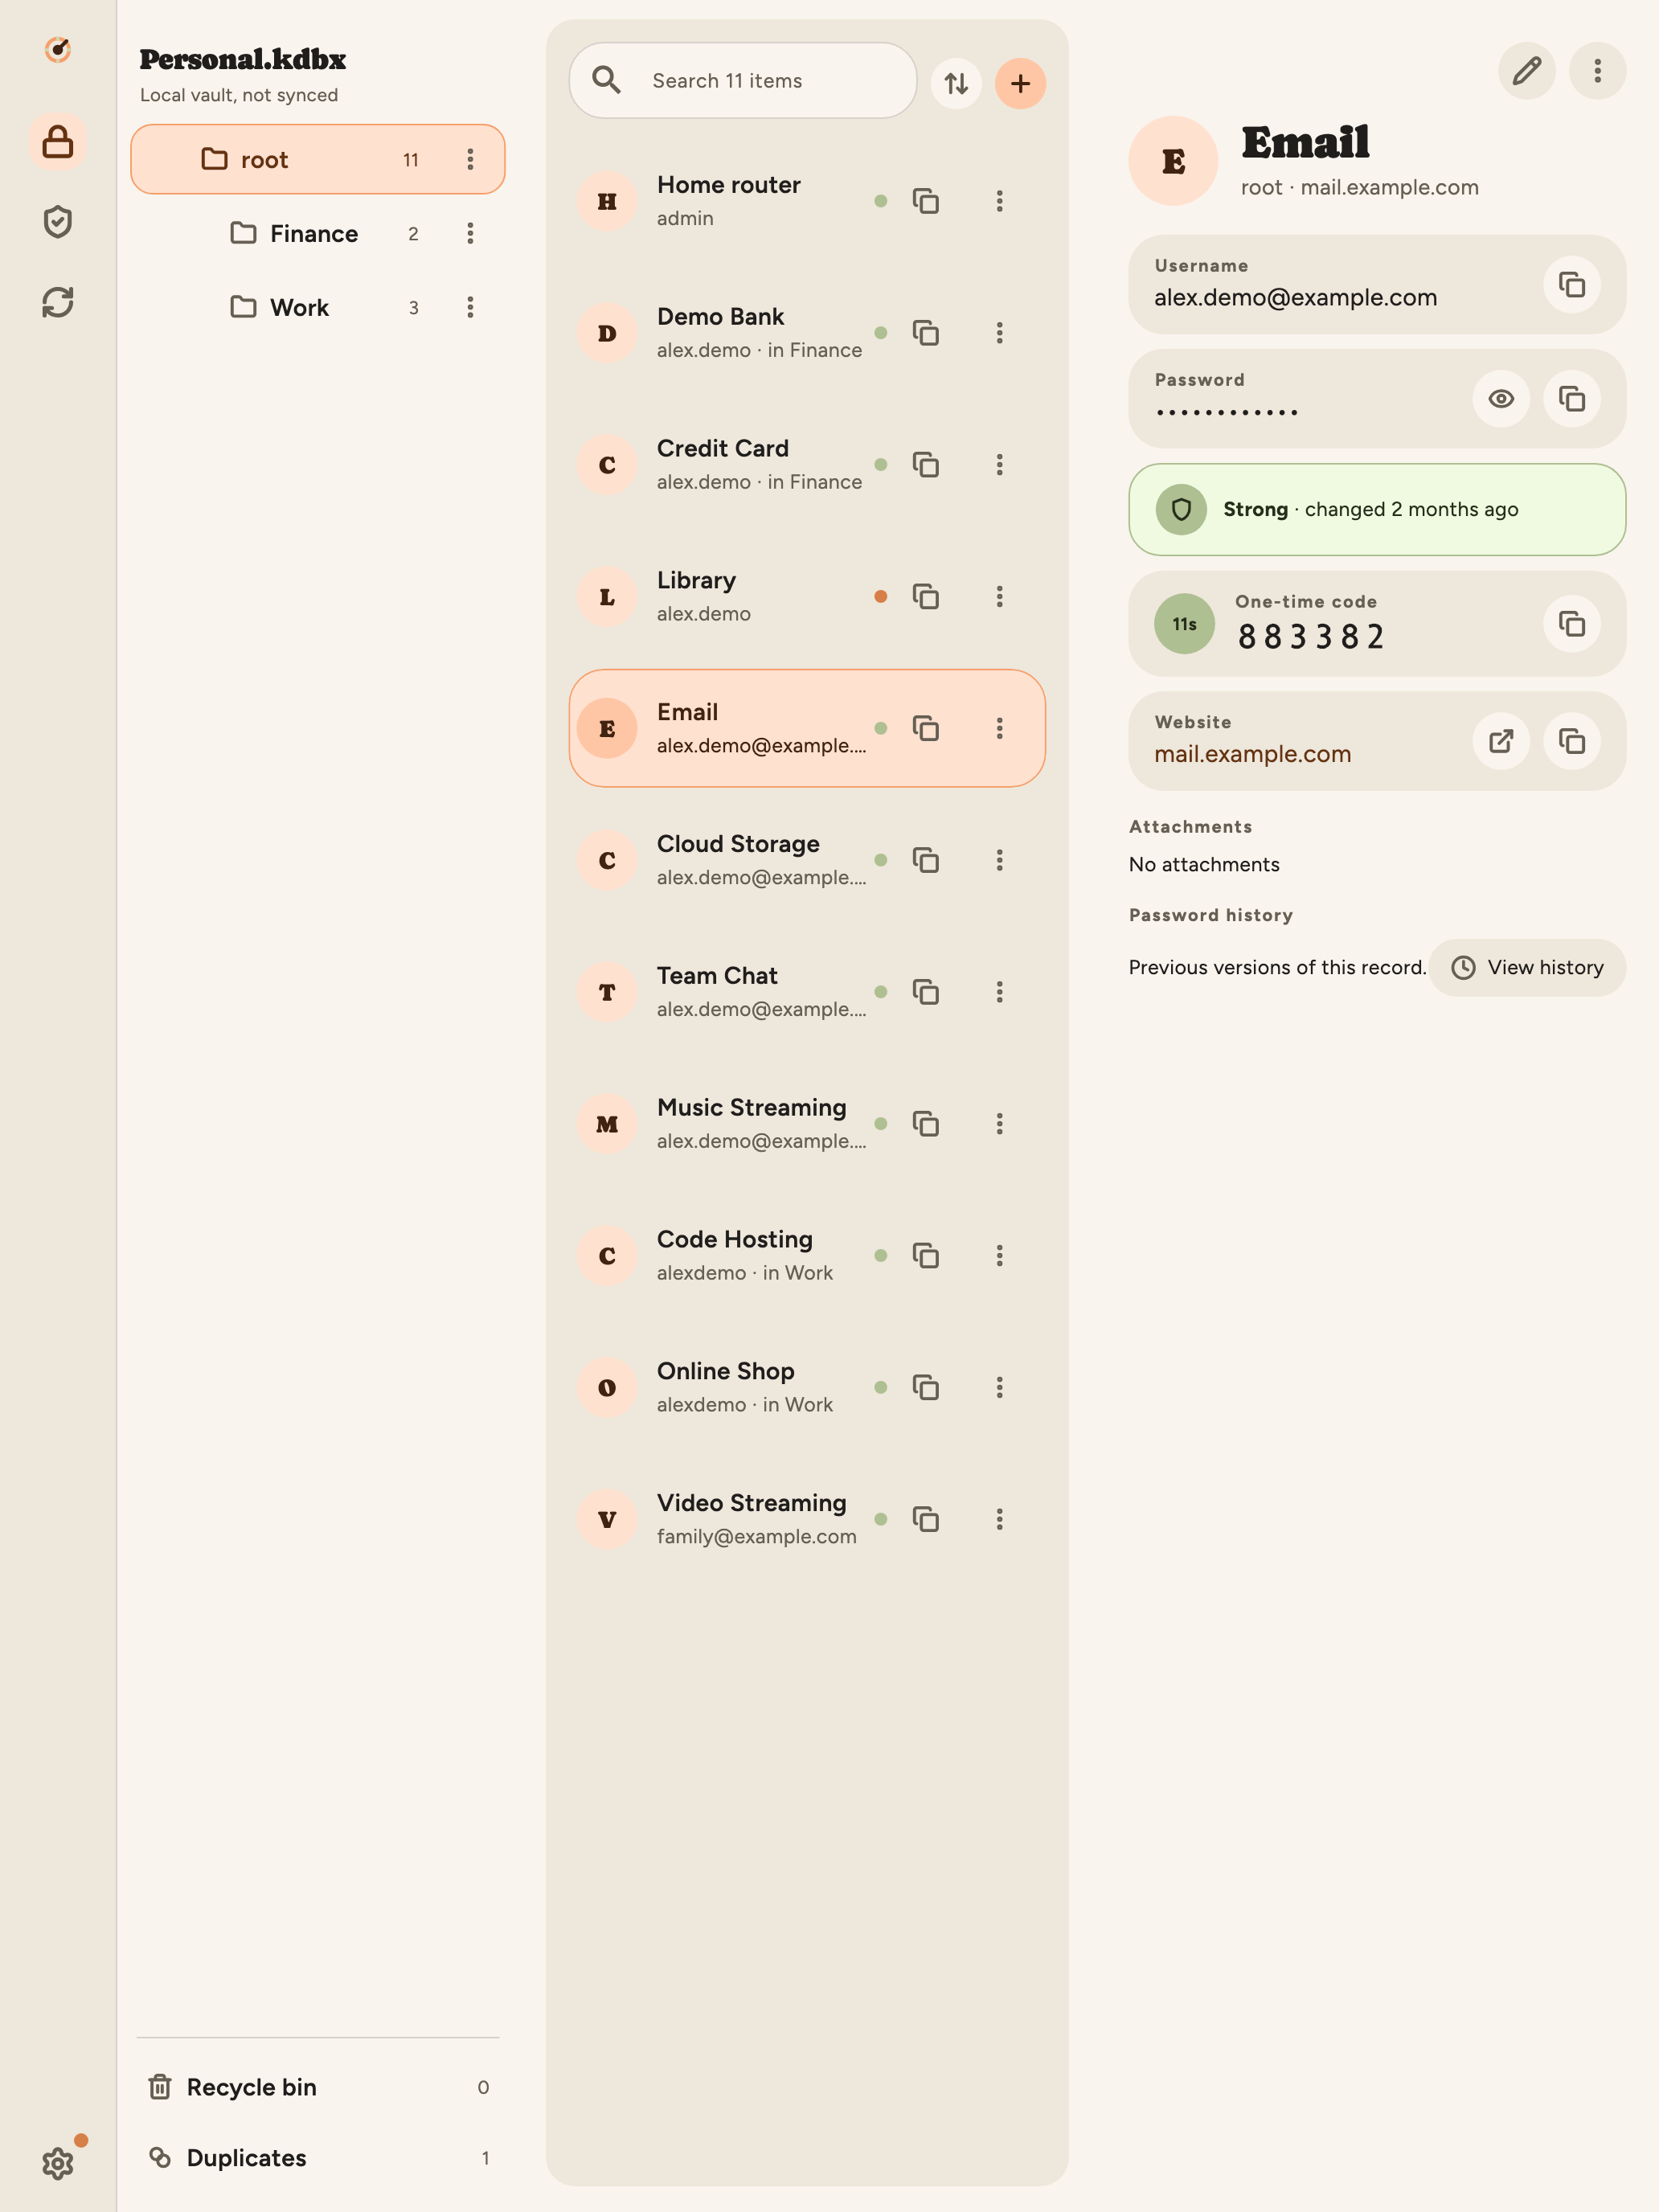 Personal.kdbx
Local vault, not synced
root 11
Finance 2
Work 3
Recycle bin 0
Duplicates 1
Search 11 items
H
Home router
admin
D
Demo Bank
alex.demo · in Finance
C
Credit Card
alex.demo · in Finance
L
Library
alex.demo
E
Email
alex.demo@example....
C
Cloud Storage
alex.demo@example....
T
Team Chat
alex.demo@example....
M
Music Streaming
alex.demo@example....
C
Code Hosting
alexdemo · in Work
O
Online Shop
alexdemo · in Work
V
Video Streaming
family@example.com
E
Email
root · mail.example.com
Username
alex.demo@example.com
Password
••••••••••••
Strong · changed 2 months ago
11s
One-time code
883382
Website
mail.example.com
Attachments
No attachments
Password history
Previous versions of this record.
View history